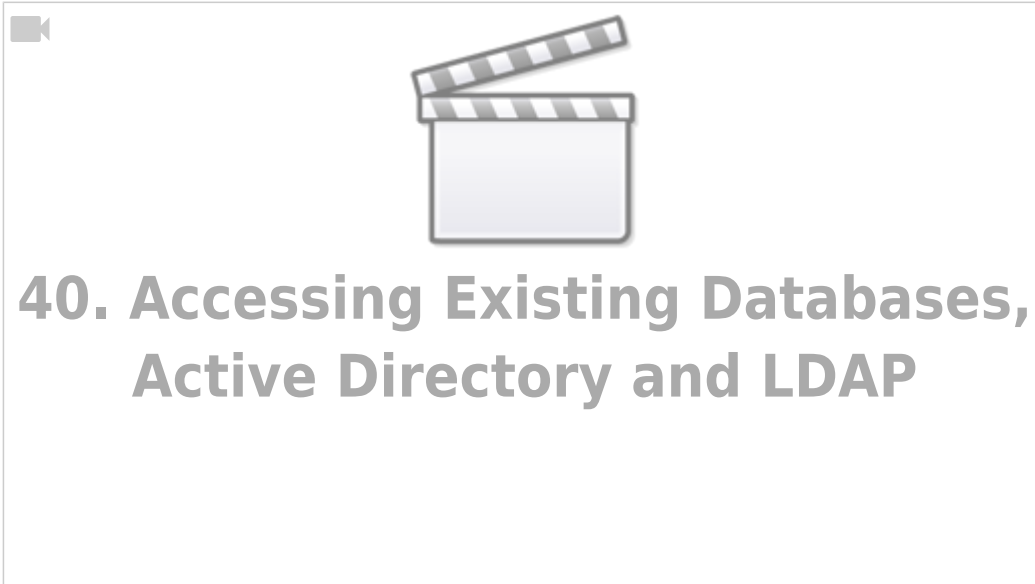 40. Accessing Existing Databases,
Active Directory and LDAP